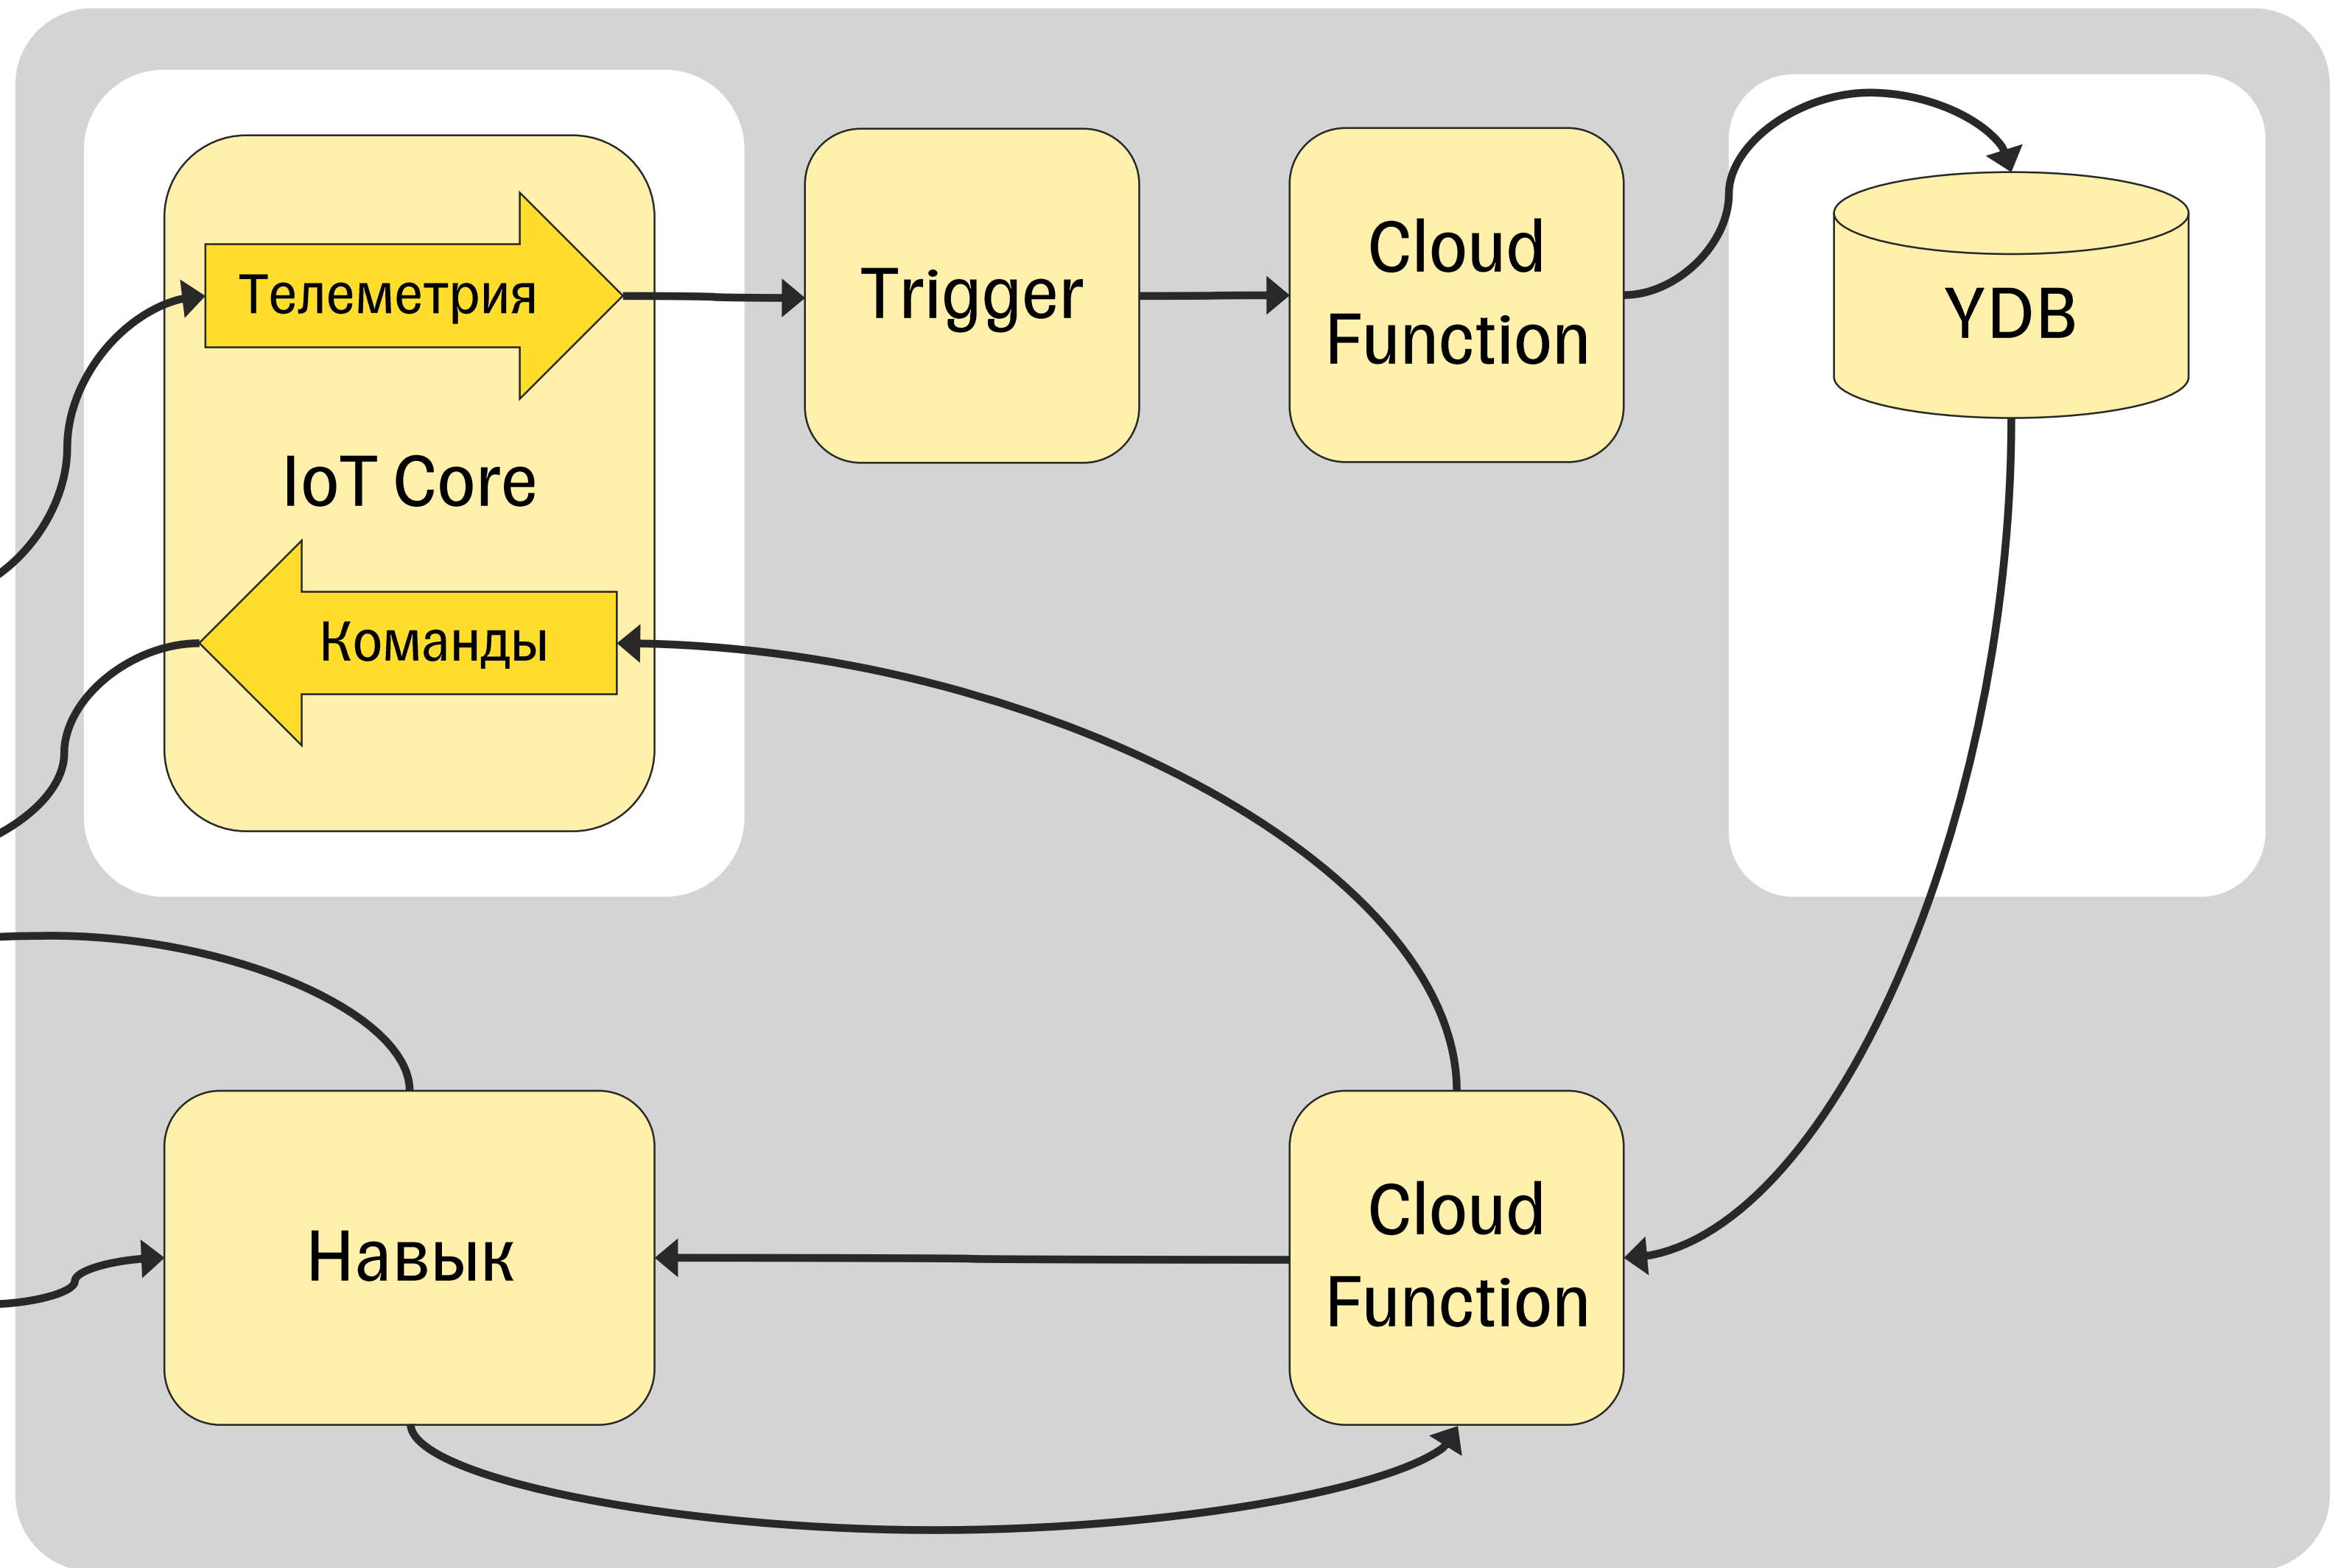 Телеметрия
IoT Core
Команды
Trigger
Cloud
Function
YDB
Навык
Cloud
Function